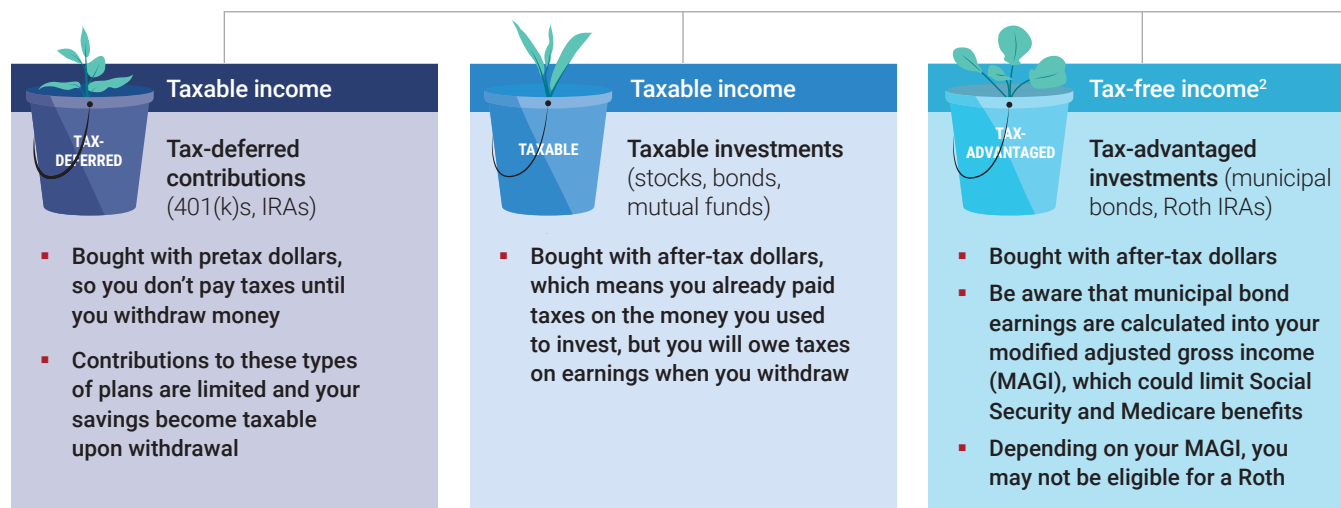 Taxable income
TAX-
DEFERRED
Tax-deferred
contributions
(401(k)s, IRAs)
▪ Bought with pretax dollars,
so you don’t pay taxes until
you withdraw money
▪ Contributions to these types
of plans are limited and your
savings become taxable
upon withdrawal
Taxable income
TAXABLE
Taxable investments
(stocks, bonds,
mutual funds)
▪ Bought with after-tax dollars,
which means you already paid
taxes on the money you used
to invest, but you will owe taxes
on earnings when you withdraw
Tax-free income²
TAX-
ADVANTAGED
Tax-advantaged
investments (municipal
bonds, Roth IRAs)
▪ Bought with after-tax dollars
▪ Be aware that municipal bond
earnings are calculated into your
modified adjusted gross income
(MAGI), which could limit Social
Security and Medicare benefits
▪ Depending on your MAGI, you
may not be eligible for a Roth